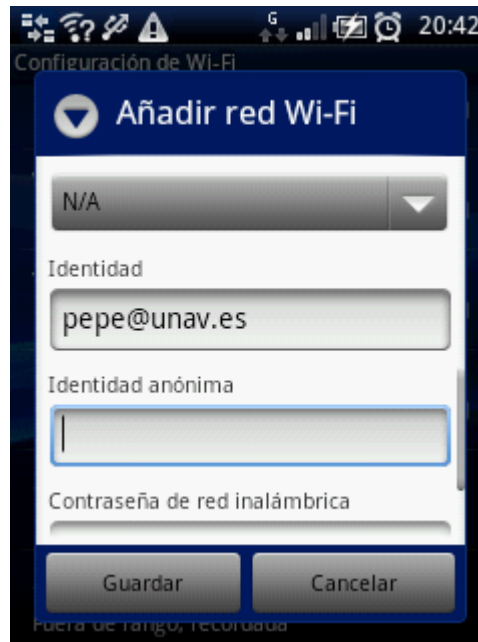 G
20:42
Configuración de Wi-Fi
Añadir red Wi-Fi
N/A
Identidad
pepe@unav.es
Identidad anónima
Contraseña de red inalámbrica
Guardar
Cancelar
Fuera de rango, recordada